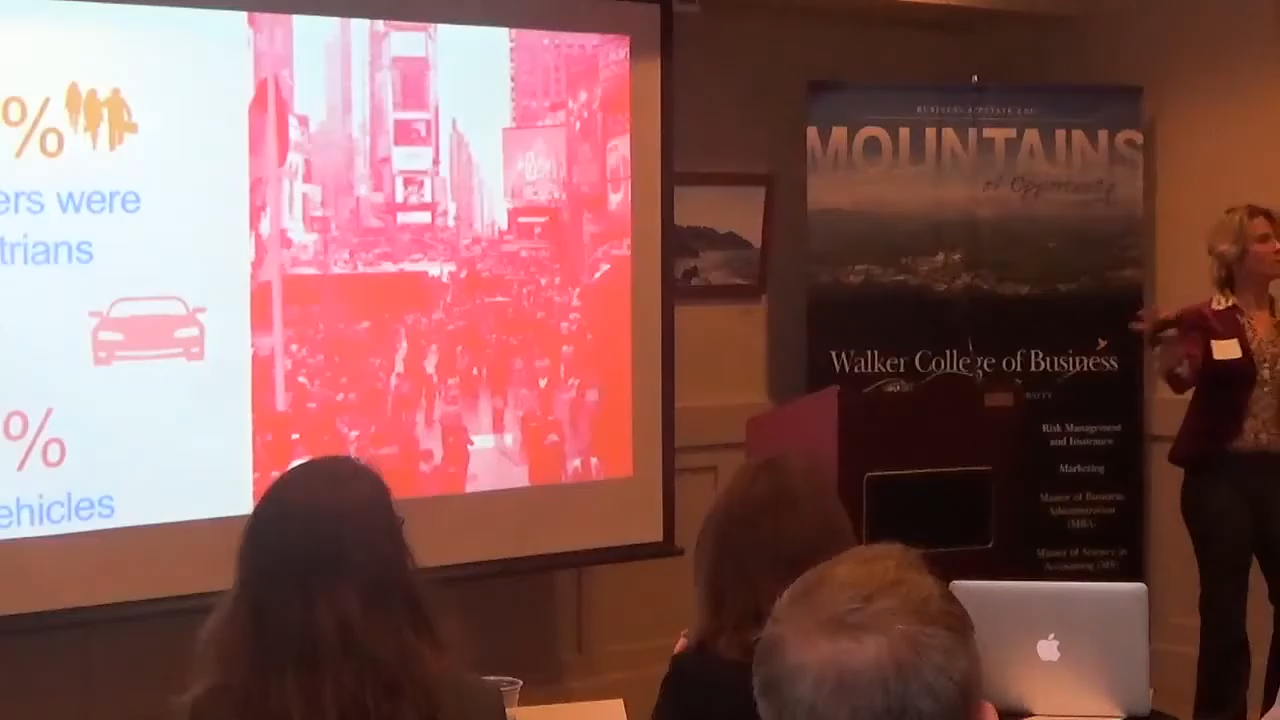 %
ers were
trians
%
ehicles
MOUNTAINS
of Opportunity
Walker College of Business
Risk Management
and Insurance
Marketing
Master of Business
Administration
(MBA)
Master of Science in
Accounting (MS)